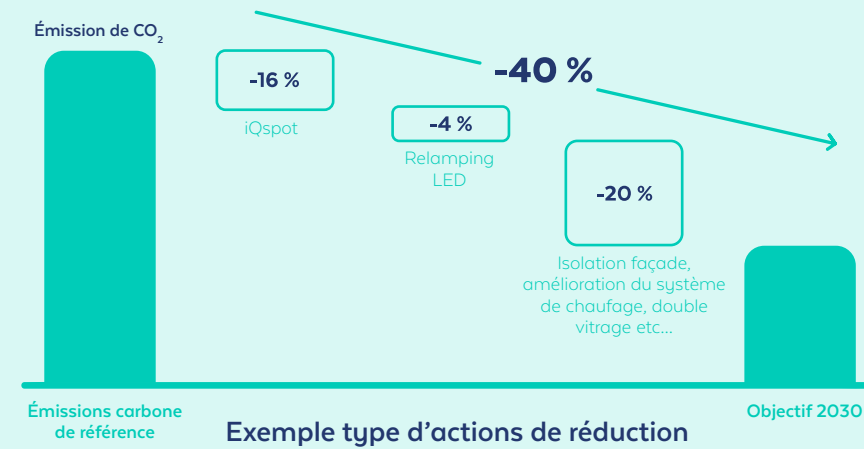 Émission de CO₂
-16 %
iQspot
-40 %
-4 %
Relamping
LED
-20 %
Isolation façade,
amélioration du système
de chaufage, double
vitrage etc...
Émissions carbone
de référence
Objectif 2030
Exemple type d’actions de réduction